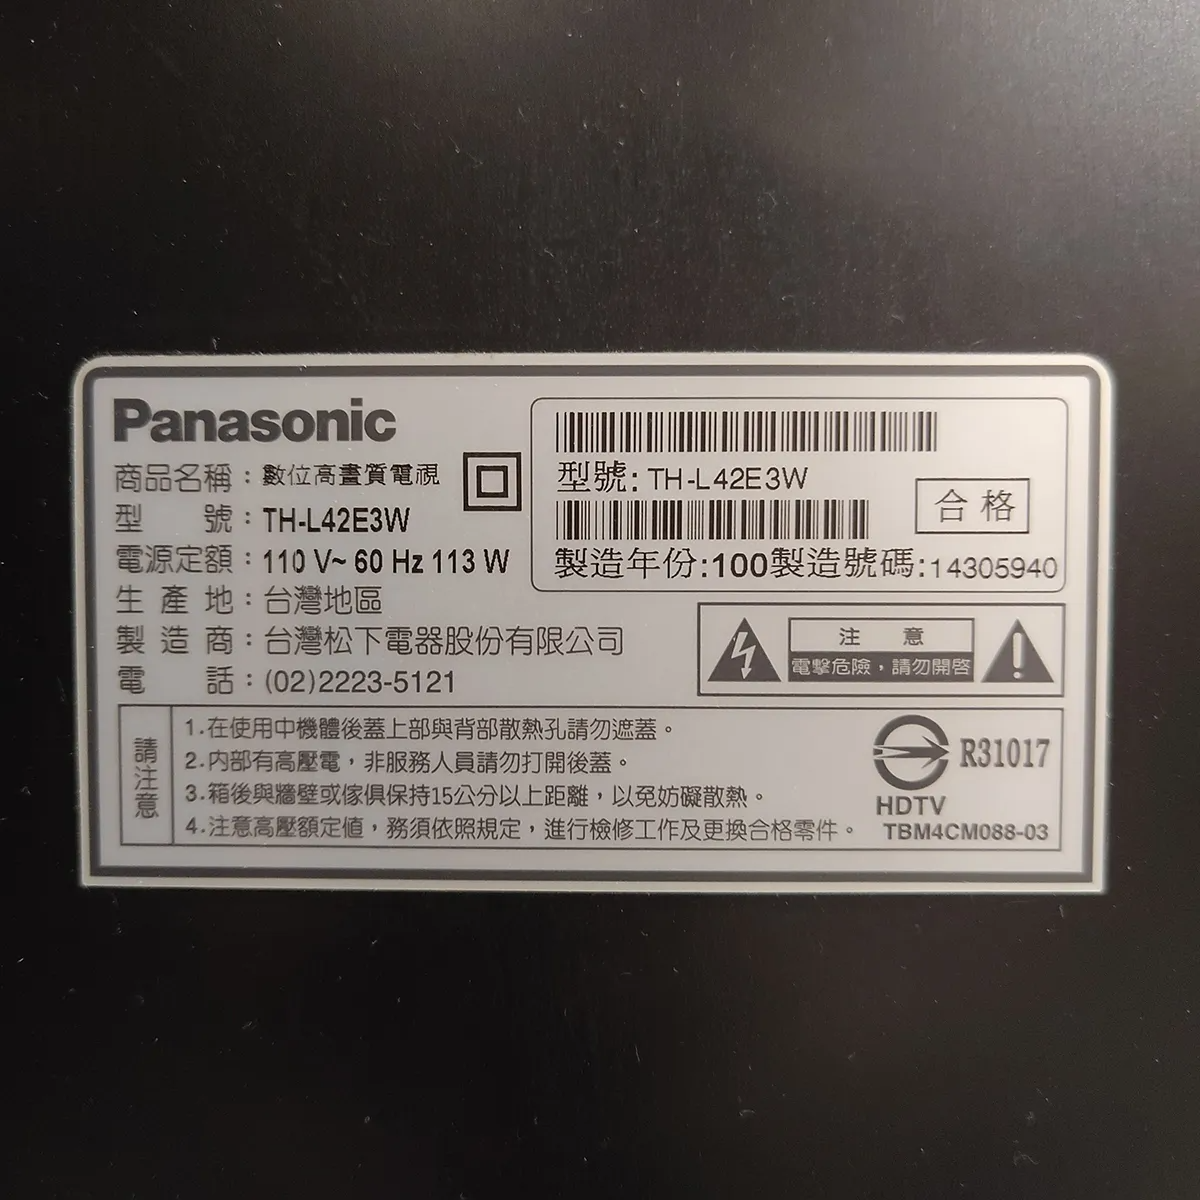 Panasonic
商品名稱：數位高畫質電視
型 號：TH-L42E3W
電源定額：110 V~ 60 Hz 113 W
生 產 地：台灣地區
製 造 商：台灣松下電器股份有限公司
電 話：(02)2223-5121
型號: TH-L42E3W
合格
製造年份:100製造號碼:14305940
注 意
電擊危險，請勿開啓
請注意
1.在使用中機體後蓋上部與背部散熱孔請勿遮蓋。
2.內部有高壓電，非服務人員請勿打開後蓋。
3.箱後與牆壁或傢俱保持15公分以上距離，以免妨礙散熱。
4.注意高壓額定值，務須依照規定，進行檢修工作及更換合格零件。
R31017
HDTV
TBM4CM088-03